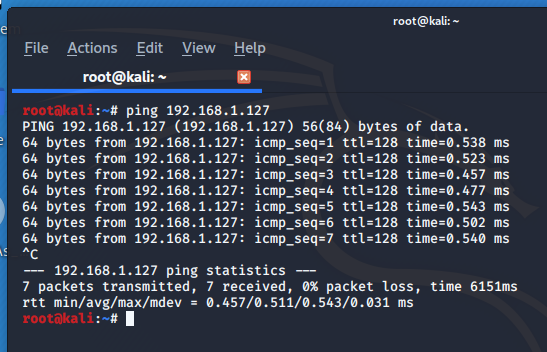 root@kali: ~
File Actions Edit View Help
root@kali: ~
root@kali:~# ping 192.168.1.127
PING 192.168.1.127 (192.168.1.127) 56(84) bytes of data.
64 bytes from 192.168.1.127: icmp_seq=1 ttl=128 time=0.538 ms
64 bytes from 192.168.1.127: icmp_seq=2 ttl=128 time=0.523 ms
64 bytes from 192.168.1.127: icmp_seq=3 ttl=128 time=0.457 ms
64 bytes from 192.168.1.127: icmp_seq=4 ttl=128 time=0.477 ms
64 bytes from 192.168.1.127: icmp_seq=5 ttl=128 time=0.543 ms
64 bytes from 192.168.1.127: icmp_seq=6 ttl=128 time=0.502 ms
64 bytes from 192.168.1.127: icmp_seq=7 ttl=128 time=0.540 ms
^C
--- 192.168.1.127 ping statistics ---
7 packets transmitted, 7 received, 0% packet loss, time 6151ms
rtt min/avg/max/mdev = 0.457/0.511/0.543/0.031 ms
root@kali:~#